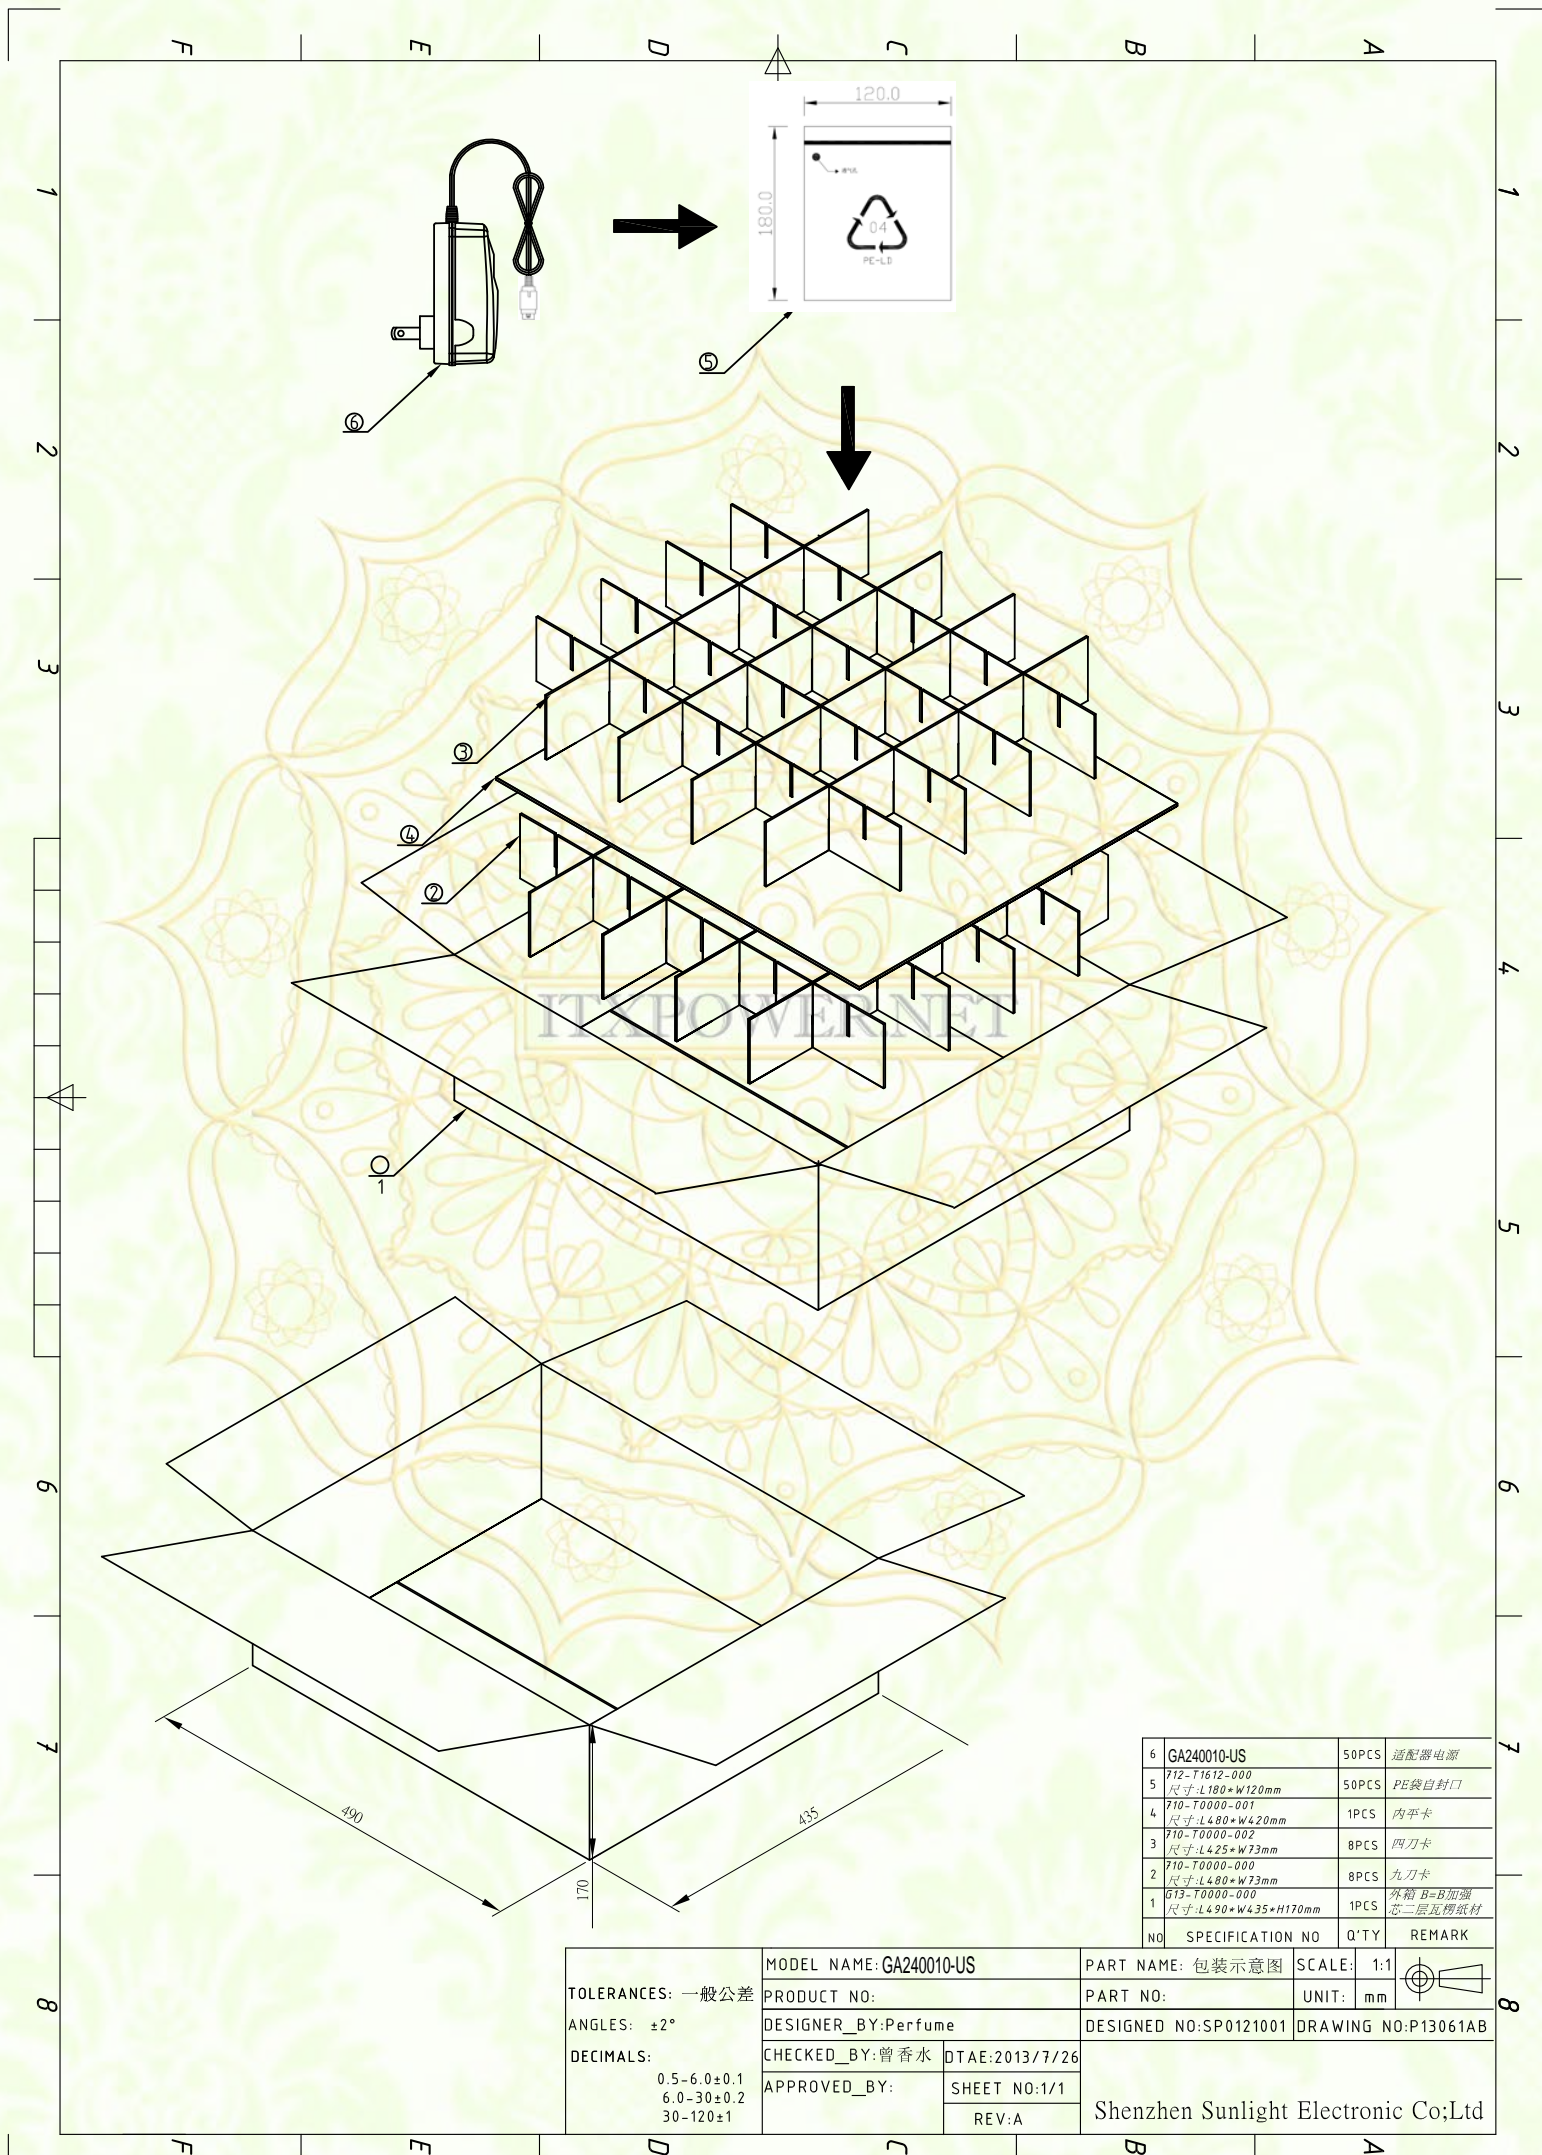 F E D C B A
1 1
120.0
180.0
04
PE-LD
⑤
⑥
2 2
3 3
③
④
②
4 4
ITXPOWER.NET
1
5 5
6 6
7 7
490
435
170
6 GA240010-US 50PCS 适配器电源
5 712-T1612-000 50PCS PE袋自封口
尺寸:L180*W120mm
4 710-T0000-001 1PCS 内平卡
尺寸:L480*W420mm
3 710-T0000-002 8PCS 四刀卡
尺寸:L425*W73mm
2 710-T0000-000 8PCS 九刀卡
尺寸:L480*W73mm
1 G13-T0000-000 1PCS 外箱 B=B加强
尺寸:L490*W435*H170mm 芯二层瓦楞纸材
NO SPECIFICATION NO Q'TY REMARK
8 8
TOLERANCES: 一般公差
ANGLES: ±2°
DECIMALS:
0.5-6.0±0.1
6.0-30±0.2
30-120±1
MODEL NAME: GA240010-US
PRODUCT NO:
DESIGNER_BY:Perfume
CHECKED_BY:曾香水 DTAE:2013/7/26
APPROVED_BY: SHEET NO:1/1
REV:A
PART NAME: 包装示意图 SCALE: 1:1
PART NO: UNIT: mm
DESIGNED NO:SP0121001 DRAWING NO:P13061AB
Shenzhen Sunlight Electronic Co;Ltd
F E D C B A